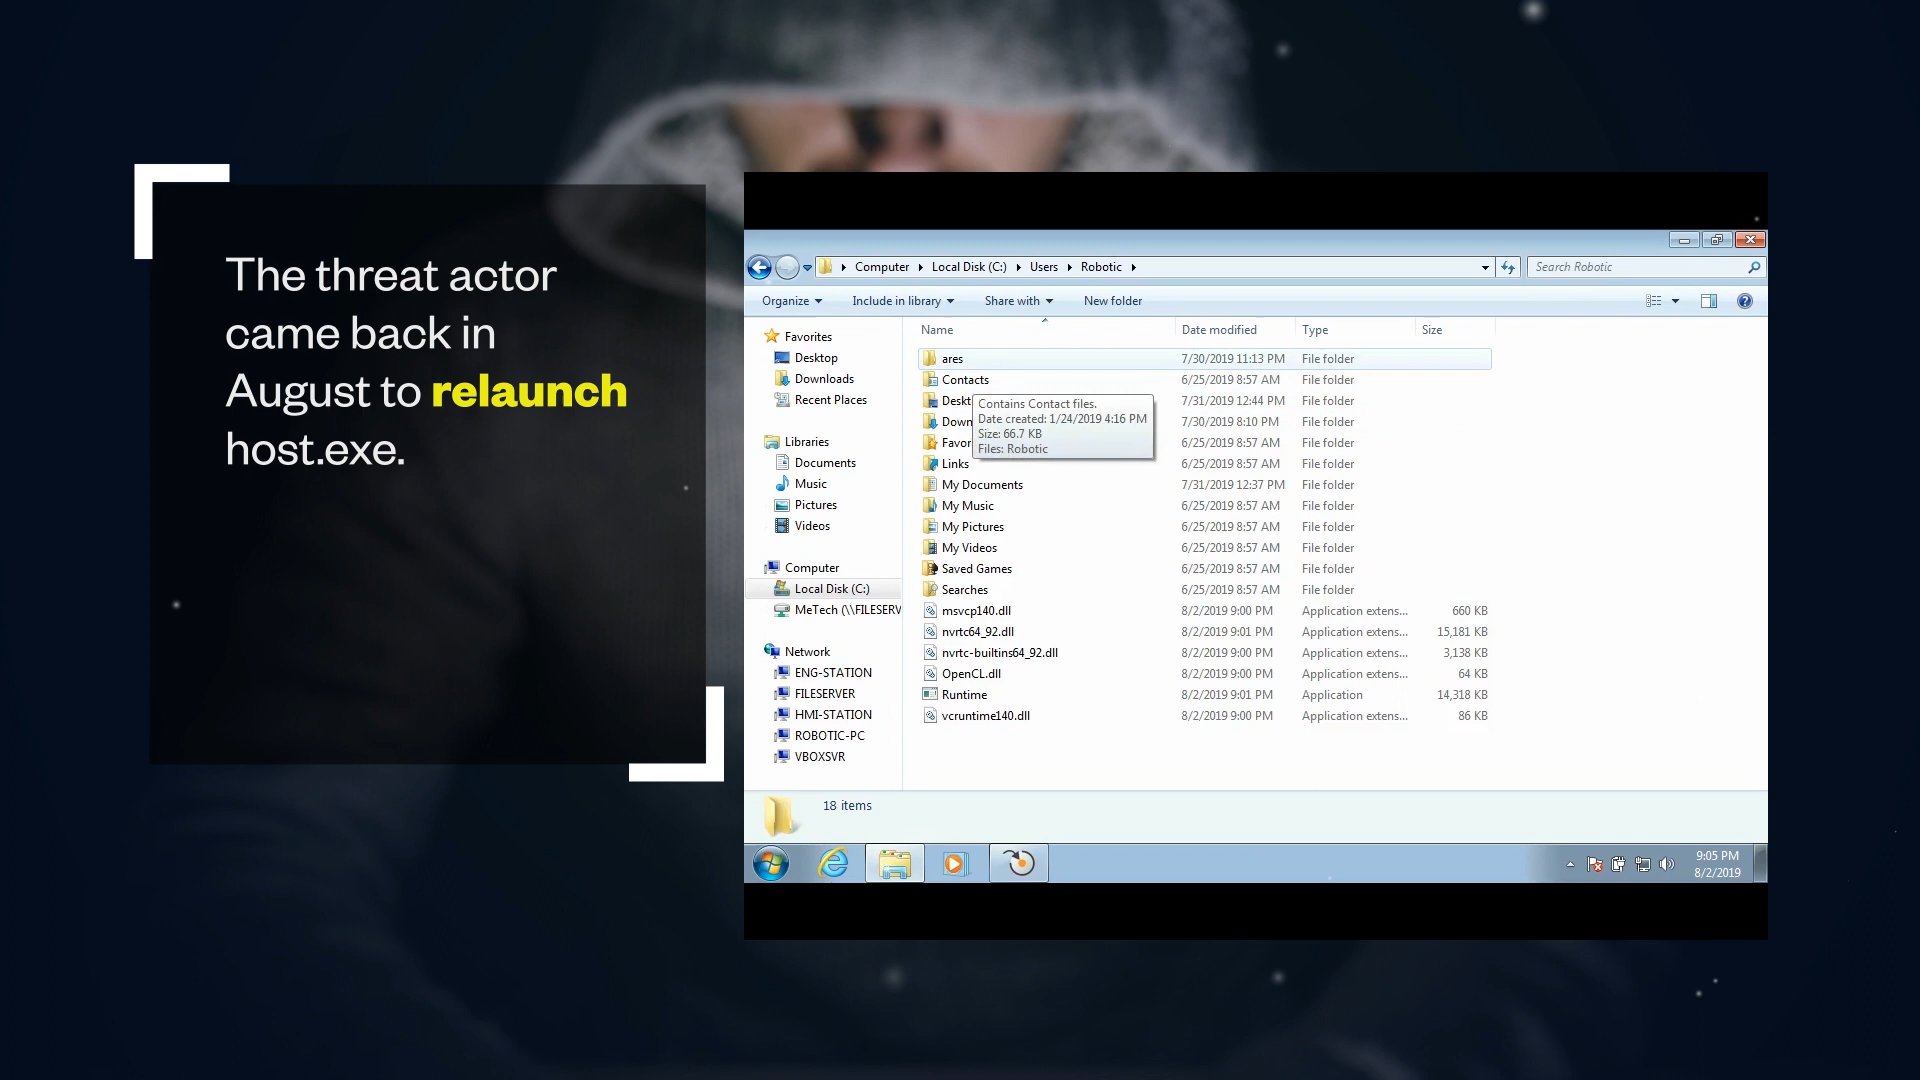 The threat actor
came back in
August to relaunch
host.exe.
Computer Local Disk (C:) Users Robotic
Search Robotic
Organize Include in library Share with New folder
Favorites
Desktop
Downloads
Recent Places
Libraries
Documents
Music
Pictures
Videos
Computer
Local Disk (C:)
MeTech (\\FILESERV
Network
ENG-STATION
FILESERVER
HMI-STATION
ROBOTIC-PC
VBOXSVR
Name Date modified Type Size
ares 7/30/2019 11:13 PM File folder
Contacts 6/25/2019 8:57 AM File folder
Deskt 7/31/2019 12:44 PM File folder
Down 7/30/2019 8:10 PM File folder
Favor 6/25/2019 8:57 AM File folder
Links 6/25/2019 8:57 AM File folder
My Documents 7/31/2019 12:37 PM File folder
My Music 6/25/2019 8:57 AM File folder
My Pictures 6/25/2019 8:57 AM File folder
My Videos 6/25/2019 8:57 AM File folder
Saved Games 6/25/2019 8:57 AM File folder
Searches 6/25/2019 8:57 AM File folder
msvcp140.dll 8/2/2019 9:00 PM Application extens... 660 KB
nvrtc64_92.dll 8/2/2019 9:01 PM Application extens... 15,181 KB
nvrtc-builtins64_92.dll 8/2/2019 9:00 PM Application extens... 3,138 KB
OpenCL.dll 8/2/2019 9:00 PM Application extens... 64 KB
Runtime 8/2/2019 9:01 PM Application 14,318 KB
vcruntime140.dll 8/2/2019 9:00 PM Application extens... 86 KB
Contains Contact files.
Date created: 1/24/2019 4:16 PM
Size: 66.7 KB
Files: Robotic
18 items
9:05 PM
8/2/2019